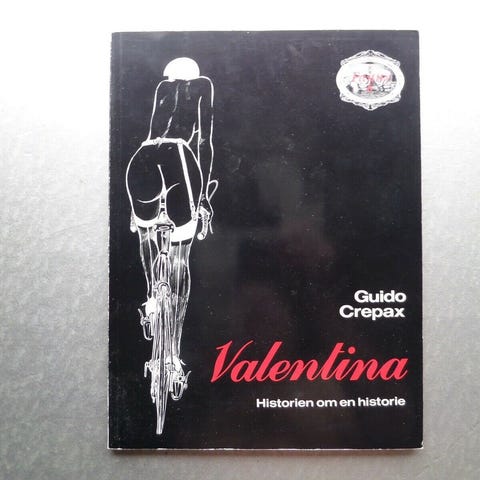 Guido
Crepax
Valentina
Historien om en historie